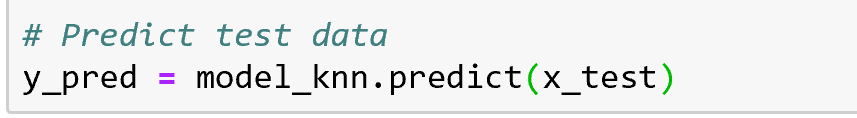 # Predict test data
y_pred = model_knn.predict(x_test)